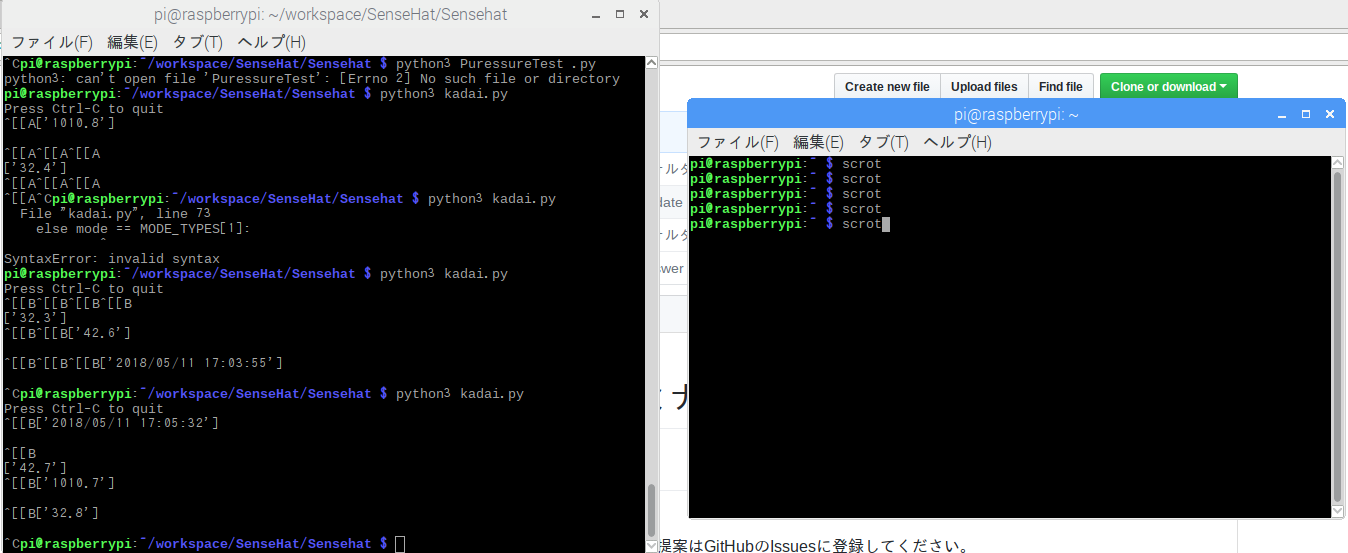 pi@raspberrypi: ~/workspace/SenseHat/Sensehat
ファイル(F) 編集(E) タブ(T) ヘルプ(H)
^Cpi@raspberrypi:~/workspace/SenseHat/Sensehat $ python3 PuressureTest .py
python3: can't open file 'PuressureTest': [Errno 2] No such file or directory
pi@raspberrypi:~/workspace/SenseHat/Sensehat $ python3 kadai.py
Press Ctrl-C to quit
^[[A['1010.8']
^[[A^[[A^[[A
['32.4']
^[[A^[[A^[[A
^[[A^Cpi@raspberrypi:~/workspace/SenseHat/Sensehat $ python3 kadai.py
File "kadai.py", line 73
else mode == MODE_TYPES[1]:
^
SyntaxError: invalid syntax
pi@raspberrypi:~/workspace/SenseHat/Sensehat $ python3 kadai.py
Press Ctrl-C to quit
^[[B^[[B^[[B^[[B
['32.3']
^[[B^[[B['42.6']
^[[B^[[B^[[B['2018/05/11 17:03:55']
^Cpi@raspberrypi:~/workspace/SenseHat/Sensehat $ python3 kadai.py
Press Ctrl-C to quit
^[[B['2018/05/11 17:05:32']
^[[B
['42.7']
^[[B['1010.7']
^[[B['32.8']
^Cpi@raspberrypi:~/workspace/SenseHat/Sensehat $
Create new file Upload files Find file Clone or download
pi@raspberrypi: ~
ファイル(F) 編集(E) タブ(T) ヘルプ(H)
pi@raspberrypi:~ $ scrot
pi@raspberrypi:~ $ scrot
pi@raspberrypi:~ $ scrot
pi@raspberrypi:~ $ scrot
pi@raspberrypi:~ $ scrot
提案はGitHubのIssuesに登録してください。